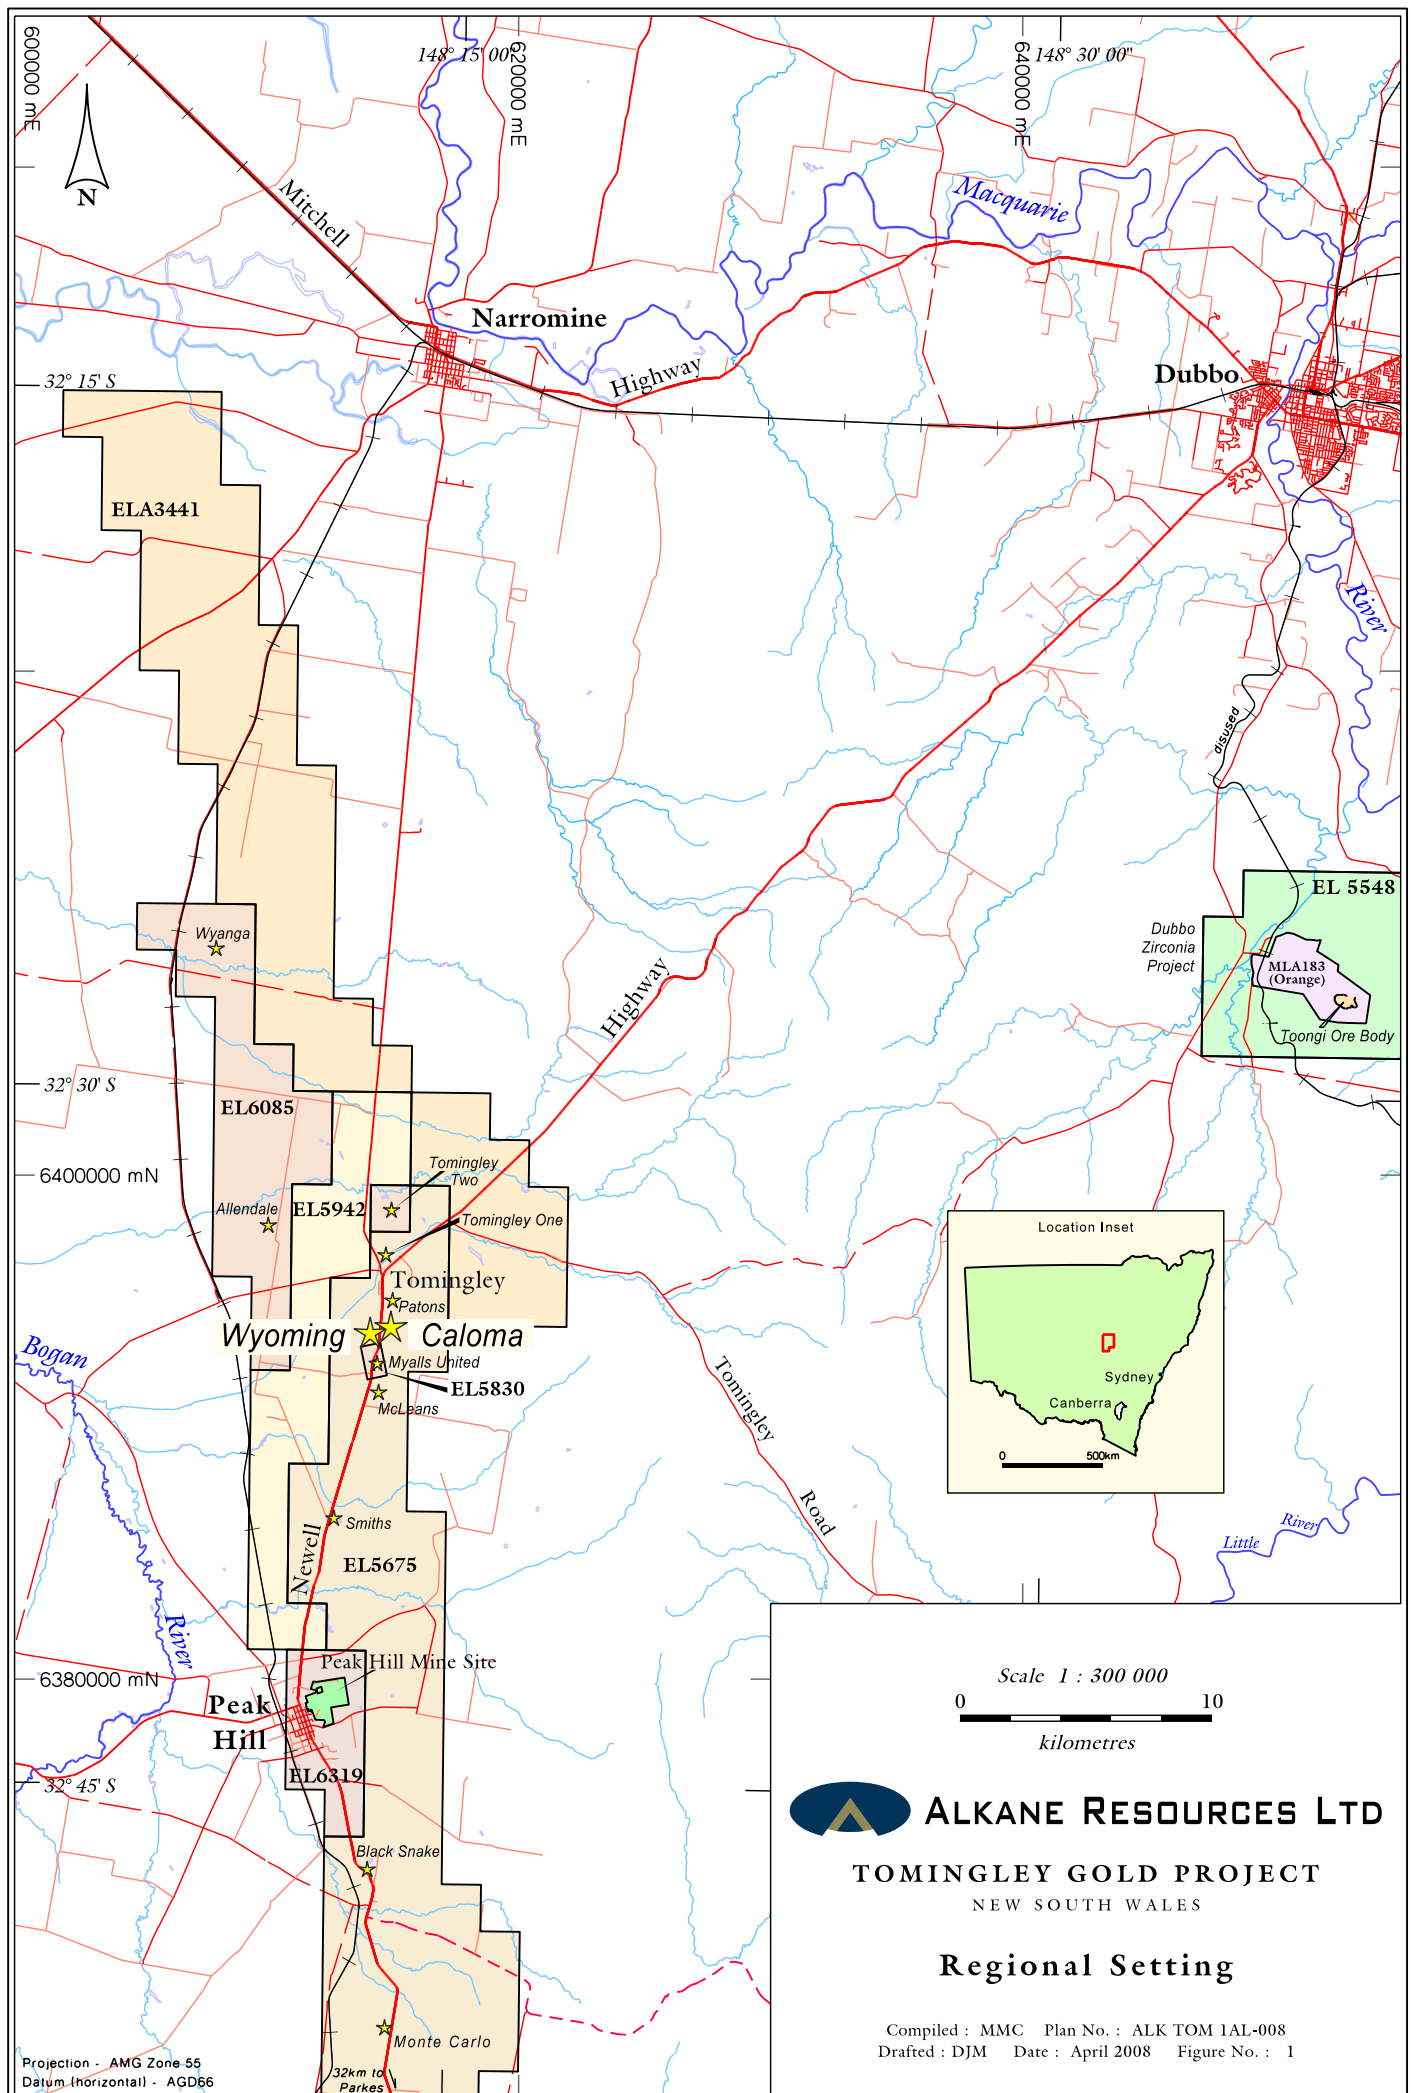 600000 mE
148° 15' 00"
620000 mE
640000 mE
148° 30' 00"
N
Mitchell
Macquarie
Narromine
Highway
Dubbo
32° 15' S
ELA3441
River
disused
EL 5548
Wyanga
Dubbo
Zirconia
Project
MLA183
(Orange)
Highway
Toongi Ore Body
32° 30' S
EL6085
6400000 mN
Tomingley
Two
Allendale
EL5942
Tomingley One
Location Inset
Tomingley
Patons
Wyoming
Caloma
Bogan
Myalls United
EL5830
McLeans
Sydney
Canberra
0
500km
Tomingley
Road
Smiths
Newell
EL5675
Little
River
River
Peak Hill Mine Site
6380000 mN
Peak
Hill
EL6319
32° 45' S
Scale 1 : 300 000
0
10
kilometres
ALKANE RESOURCES LTD
TOMINGLEY GOLD PROJECT
NEW SOUTH WALES
Regional Setting
Compiled : MMC Plan No. : ALK TOM 1AL-008
Drafted : DJM Date : April 2008 Figure No. : 1
Black Snake
Monte Carlo
32km to
Parkes
Projection - AMG Zone 55
Datum (horizontal) - AGD66